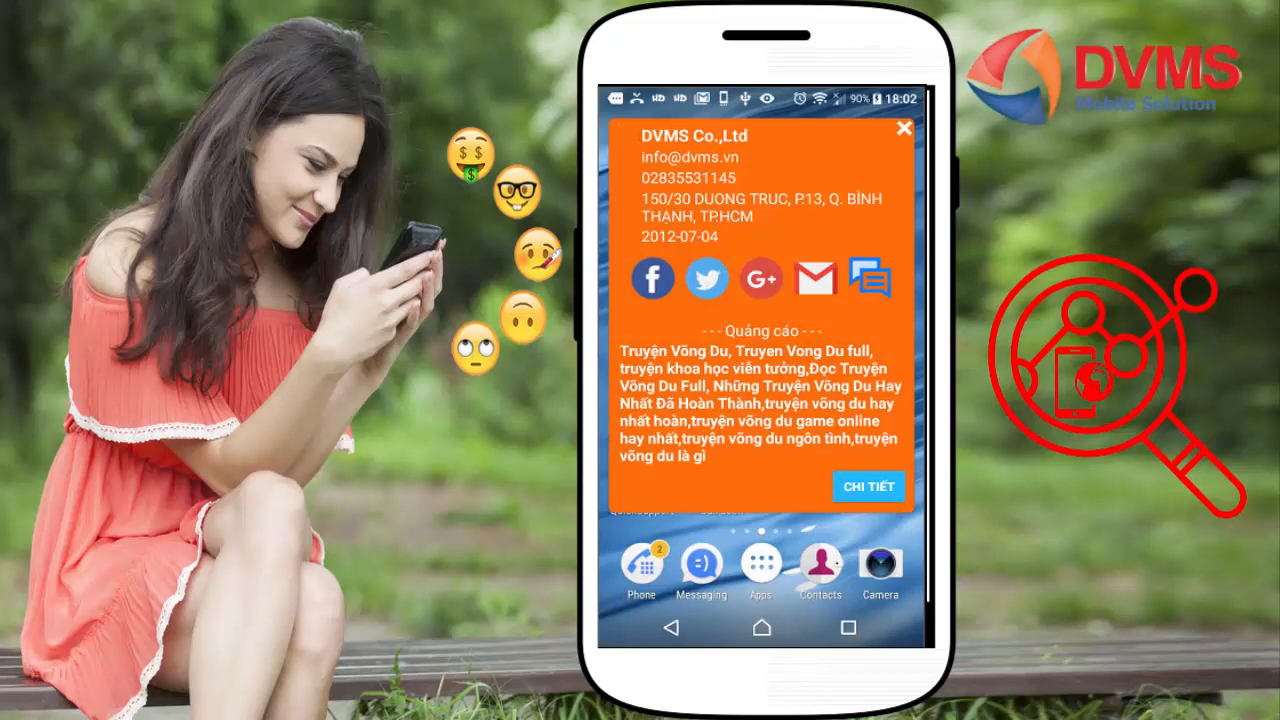 DVMS
Mobile Solution
HD HD 90% 18:02
DVMS Co.,Ltd
info@dvms.vn
02835531145
150/30 DUONG TRUC, P.13, Q. BÌNH
THANH, TP.HCM
2012-07-04
f G+
- - - Quảng cáo - - -
Truyện Võng Du, Truyen Vong Du full,
truyện khoa học viễn tưởng,Đọc Truyện
Võng Du Full, Những Truyện Võng Du Hay
Nhất Đã Hoàn Thành,truyện võng du hay
nhất hoàn,truyện võng du game online
hay nhất,truyện võng du ngôn tình,truyện
võng du là gì
CHI TIẾT
2
Phone Messaging Apps Contacts Camera